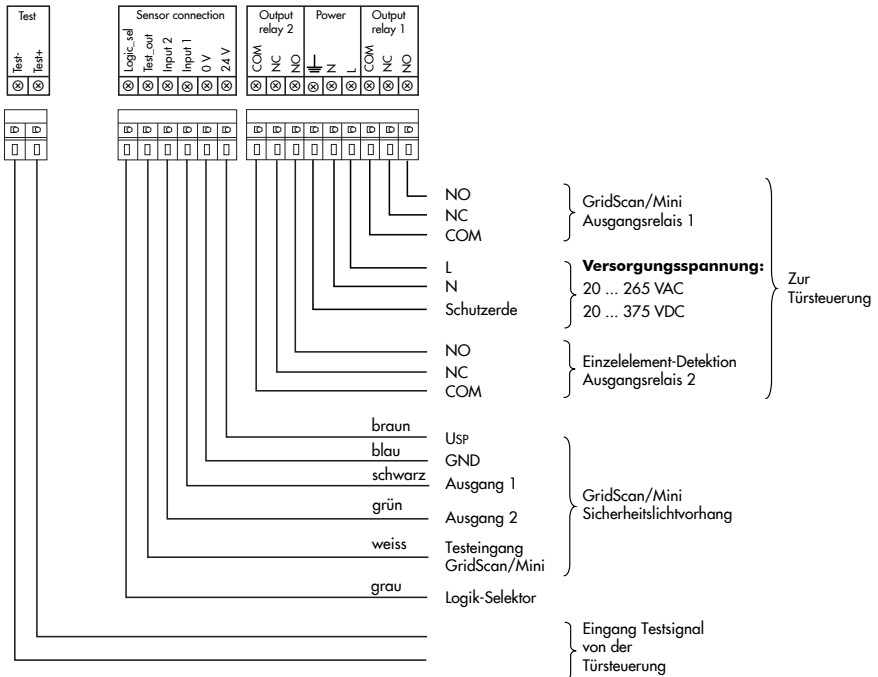 Test
Sensor connection
Output relay 2
Power
Output relay 1
Test-
Test+
Logic_sel
Test_out
Input 2
Input 1
0 V
24 V
COM
NC
NO
N
L
COM
NC
NO
NO
NC
COM
GridScan/Mini
Ausgangsrelais 1
L
N
Schutzerde
Versorgungsspannung:
20 ... 265 VAC
20 ... 375 VDC
Zur
Türsteuerung
NO
NC
COM
Einzelelement-Detektion
Ausgangsrelais 2
braun
USP
blau
GND
schwarz
Ausgang 1
grün
Ausgang 2
GridScan/Mini
Sicherheitslichtvorhang
weiss
Testeingang
GridScan/Mini
grau
Logik-Selektor
Eingang Testsignal
von der
Türsteuerung